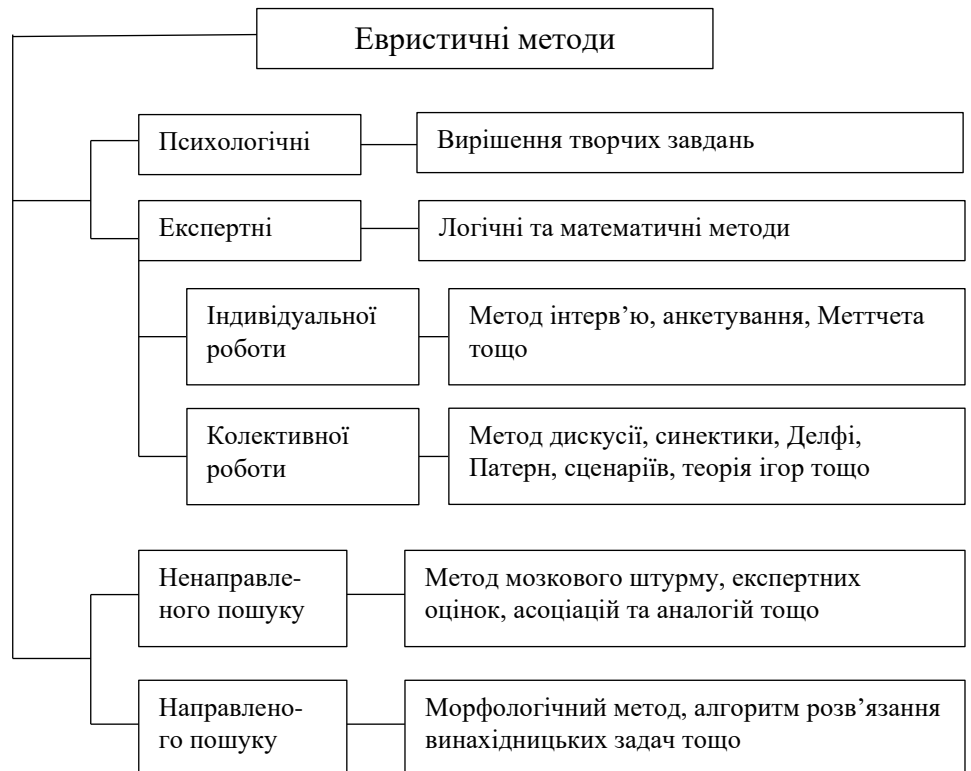 Евристичні методи
Психологічні
Вирішення творчих завдань
Експертні
Логічні та математичні методи
Індивідуальної
роботи
Метод інтерв’ю, анкетування, Меттчета
тощо
Колективної
роботи
Метод дискусії, синектики, Делфі,
Патерн, сценаріїв, теорія ігор тощо
Ненаправле-
ного пошуку
Метод мозкового штурму, експертних
оцінок, асоціацій та аналогій тощо
Направлено-
го пошуку
Морфологічний метод, алгоритм розв’язання
винахідницьких задач тощо